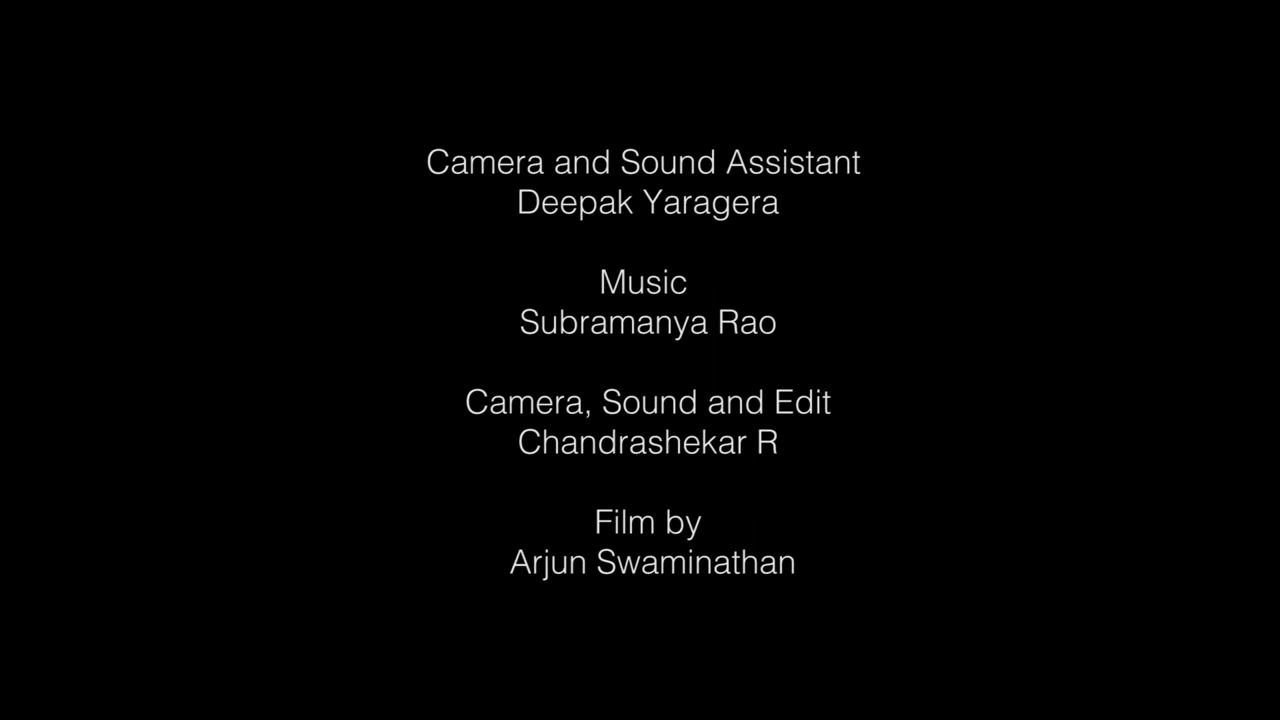 Camera and Sound Assistant
Deepak Yaragera
Music
Subramanya Rao
Camera, Sound and Edit
Chandrashekar R
Film by
Arjun Swaminathan